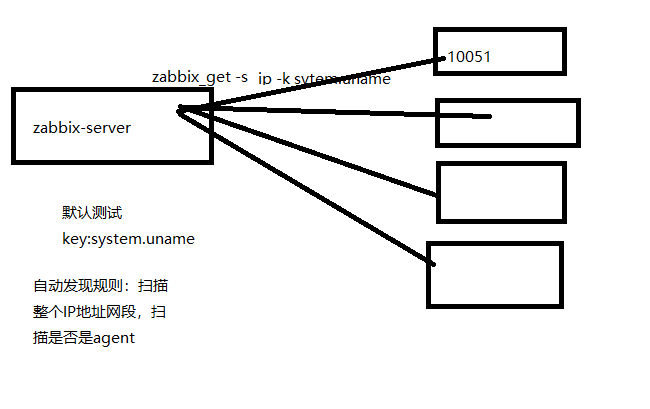 zabbix_get -s ip -k sytem.uname
10051
zabbix-server
默认测试
key:system.uname
自动发现规则：扫描
整个IP地址网段，扫
描是否是agent